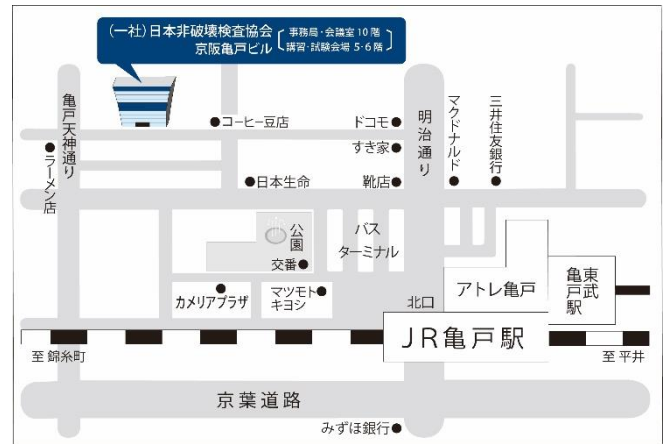 (一社)日本非破壊検査協会
京阪亀戸ビル
事務局・会議室 10 階
講習・試験会場 5・6 階
亀戸天神通り
コーヒー豆店
ドコモ
すき家
明治通り
マクドナルド
三井住友銀行
ラーメン店
日本生命
靴店
公園
バス
ターミナル
交番
カメリアプラザ
マツモト
キヨシ
北口
アトレ亀戸
東武
亀戸駅
JR亀戸駅
至 錦糸町
至 平井
京葉道路
みずほ銀行